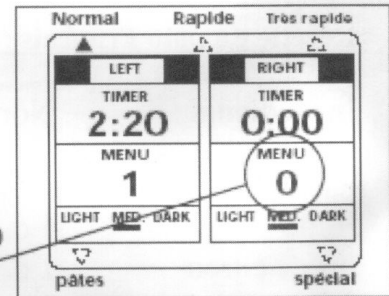 Normal Rapide Très rapide
LEFT RIGHT
TIMER TIMER
2:20 0:00
MENU MENU
1 0
LIGHT MED. DARK LIGHT MED. DARK
pâtes spécial